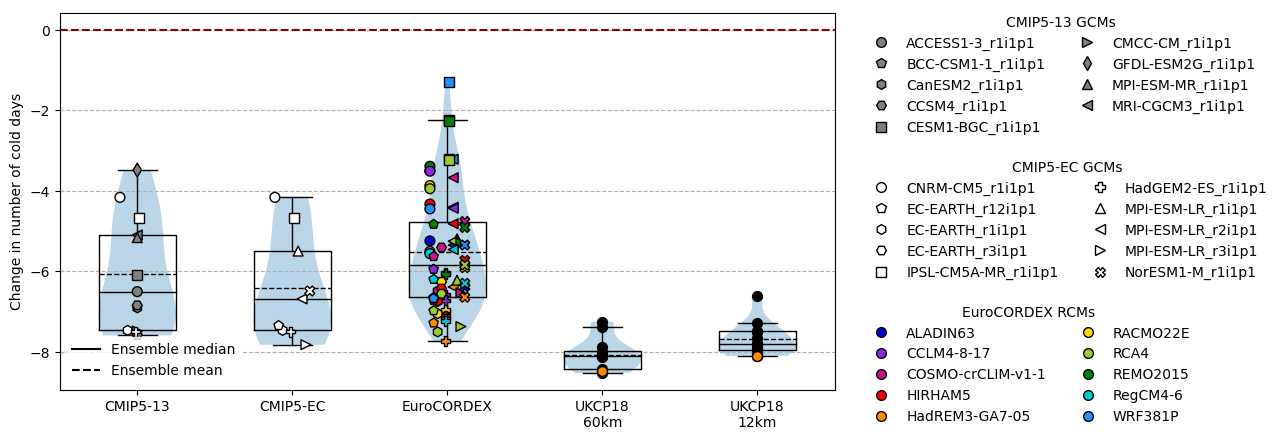 Change in number of cold days
0
−2
−4
−6
−8
Ensemble median
Ensemble mean
CMIP5-13
CMIP5-EC
EuroCORDEX
UKCP18
60km
UKCP18
12km
CMIP5-13 GCMs
ACCESS1-3_r1i1p1
BCC-CSM1-1_r1i1p1
CanESM2_r1i1p1
CCSM4_r1i1p1
CESM1-BGC_r1i1p1
CMCC-CM_r1i1p1
GFDL-ESM2G_r1i1p1
MPI-ESM-MR_r1i1p1
MRI-CGCM3_r1i1p1
CMIP5-EC GCMs
CNRM-CM5_r1i1p1
EC-EARTH_r12i1p1
EC-EARTH_r1i1p1
EC-EARTH_r3i1p1
IPSL-CM5A-MR_r1i1p1
HadGEM2-ES_r1i1p1
MPI-ESM-LR_r1i1p1
MPI-ESM-LR_r2i1p1
MPI-ESM-LR_r3i1p1
NorESM1-M_r1i1p1
EuroCORDEX RCMs
ALADIN63
CCLM4-8-17
COSMO-crCLIM-v1-1
HIRHAM5
HadREM3-GA7-05
RACMO22E
RCA4
REMO2015
RegCM4-6
WRF381P